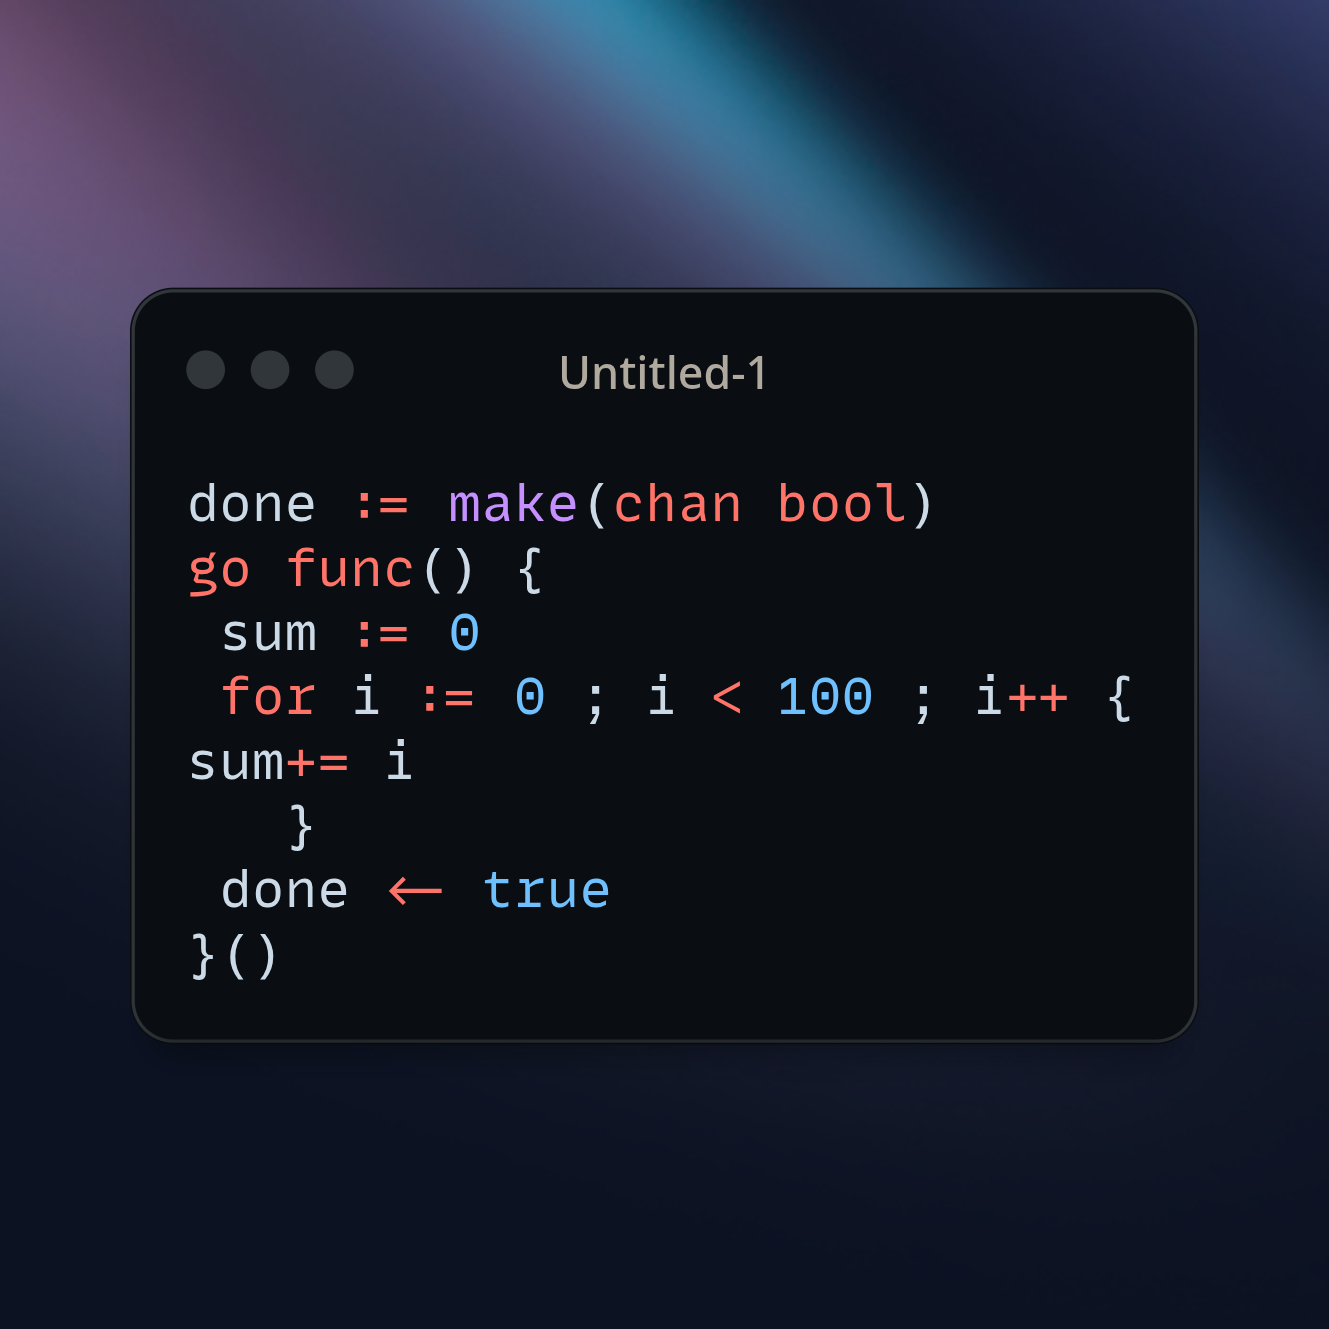 Untitled-1
done := make(chan bool)
go func() {
 sum := 0
 for i := 0 ; i < 100 ; i++ {
sum+= i
   }
 done <- true
}()